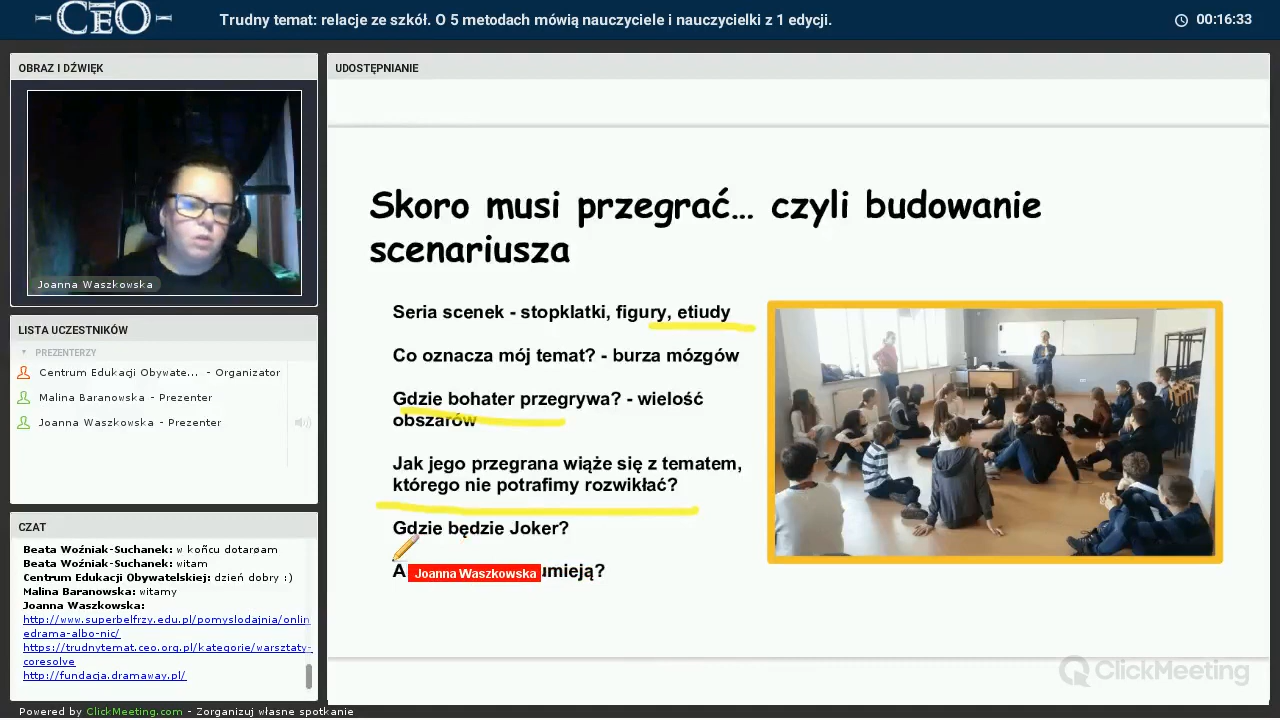 CEO
Trudny temat: relacje ze szkół. O 5 metodach mówią nauczyciele i nauczycielki z 1 edycji.
00:16:33
OBRAZ I DŹWIĘK
Joanna Waszkowska
LISTA UCZESTNIKÓW
PREZENTERZY
Centrum Edukacji Obywate... - Organizator
Malina Baranowska - Prezenter
Joanna Waszkowska - Prezenter
CZAT
Beata Woźniak-Suchanek: w końcu dotarøam
Beata Woźniak-Suchanek: witam
Centrum Edukacji Obywatelskiej: dzień dobry :)
Malina Baranowska: witamy
Joanna Waszkowska:
http://www.superbelfrzy.edu.pl/pomyslodajnia/onlin
edrama-albo-nic/
https://trudnytemat.ceo.org.pl/kategorie/warsztaty-
coresolve
http://fundacja.dramaway.pl/
UDOSTĘPNIANIE
Skoro musi przegrać... czyli budowanie
scenariusza
Seria scenek - stopklatki, figury, etiudy
Co oznacza mój temat? - burza mózgów
Gdzie bohater przegrywa? - wielość
obszarów
Jak jego przegrana wiąże się z tematem,
którego nie potrafimy rozwikłać?
Gdzie będzie Joker?
A Joanna Waszkowska umieją?
ClickMeeting
Powered by ClickMeeting.com - Zorganizuj własne spotkanie